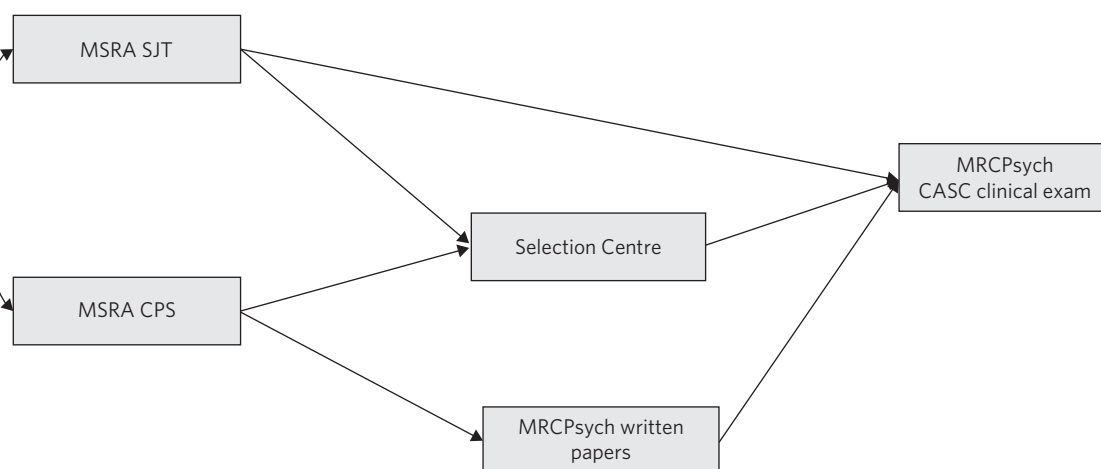 MSRA SJT
MRCPsych
CASC clinical exam
Selection Centre
MSRA CPS
MRCPsych written
papers